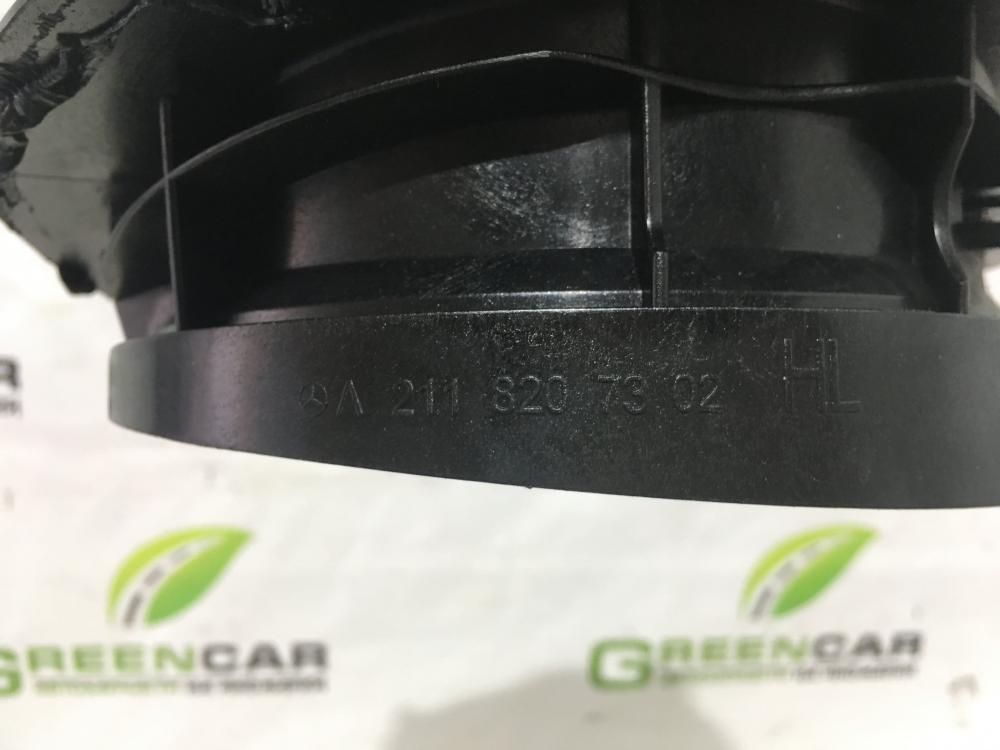 A 211 820 73 02 HL
R
GREENCAR
GREENCAR